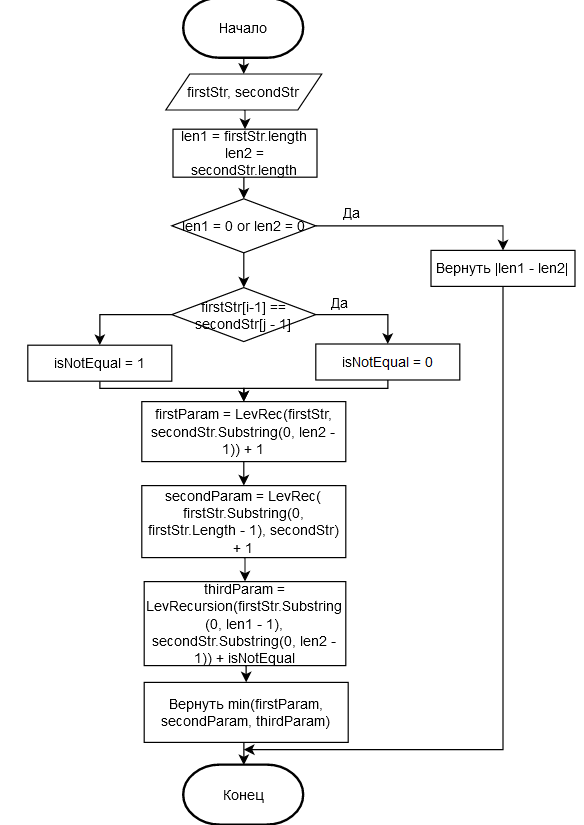 Начало
firstStr, secondStr
len1 = firstStr.length
len2 =
secondStr.length
len1 = 0 or len2 = 0
Да
Вернуть |len1 - len2|
firstStr[i-1] ==
secondStr[j - 1]
Да
isNotEqual = 1
isNotEqual = 0
firstParam = LevRec(firstStr,
secondStr.Substring(0, len2 -
1)) + 1
secondParam = LevRec(
firstStr.Substring(0,
firstStr.Length - 1), secondStr)
+ 1
thirdParam =
LevRecursion(firstStr.Substring
(0, len1 - 1),
secondStr.Substring(0, len2 -
1)) + isNotEqual
Вернуть min(firstParam,
secondParam, thirdParam)
Конец